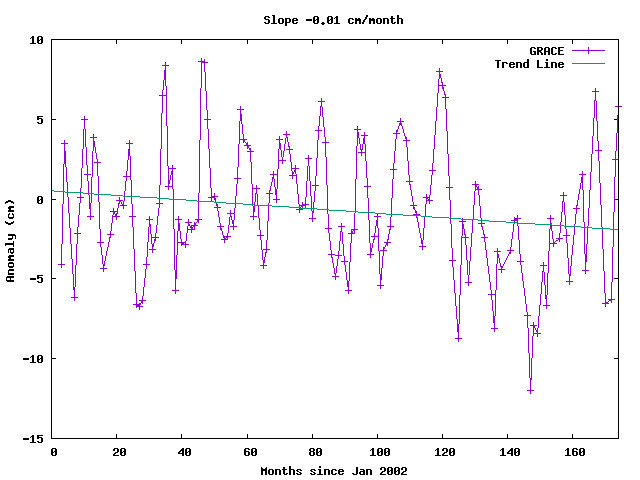 Slope -0.01 cm/month
10
5
0
-5
-10
-15
Anomaly (cm)
GRACE
Trend Line
0 20 40 60 80 100 120 140 160
Months since Jan 2002